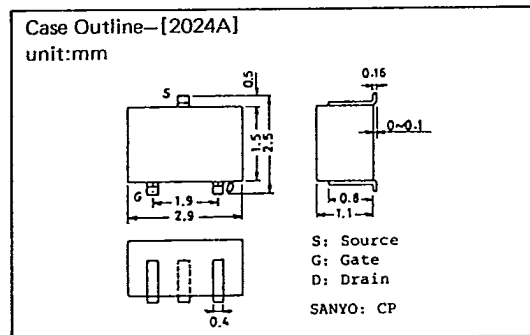 Case Outline–[2024A]
unit:mm
0.5
S
1.5
2.5
G
D
1.9
2.9
0.4
0.16
0~0.1
0.8
1.1
S: Source
G: Gate
D: Drain
SANYO: CP